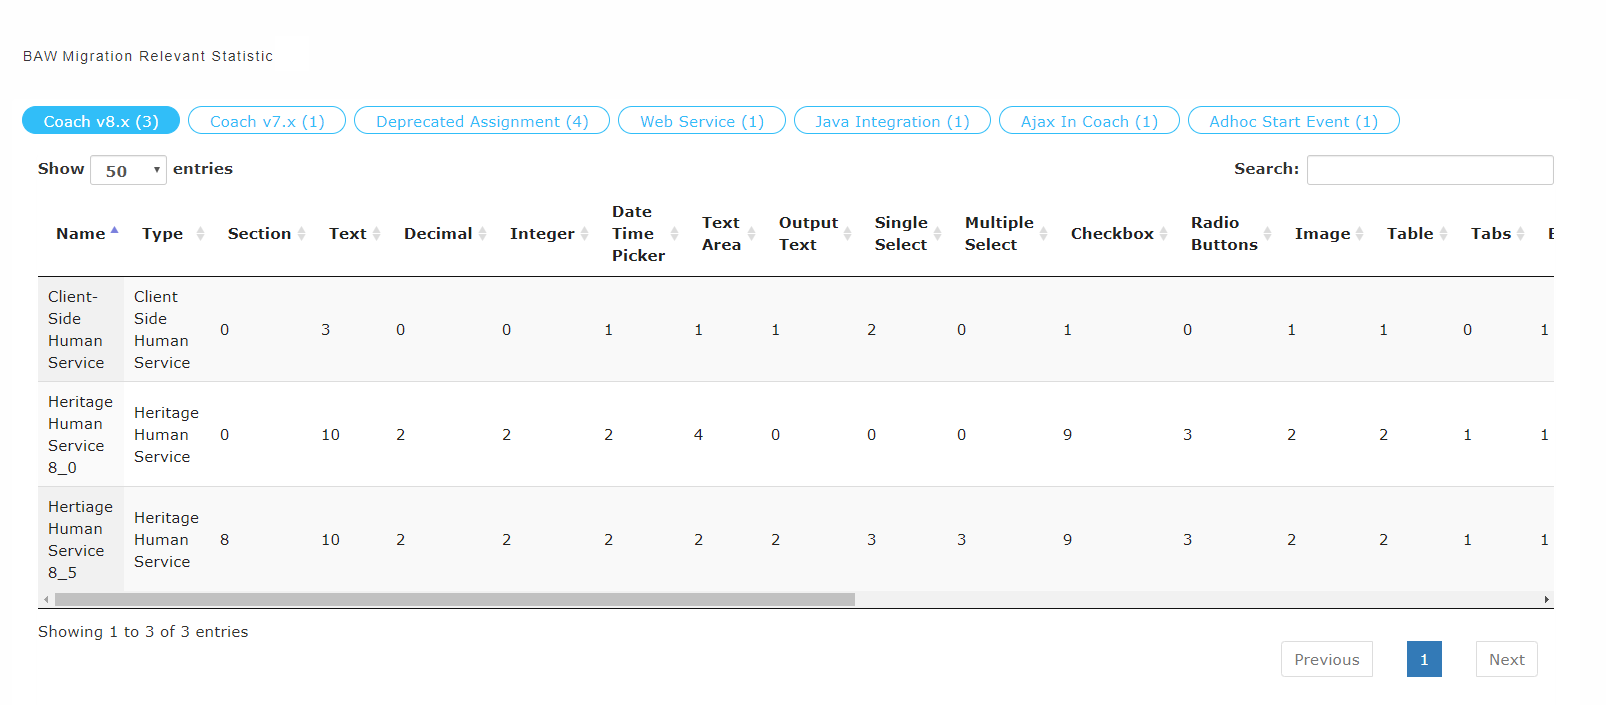 BAW Migration Relevant Statistic
Coach v8.x (3) Coach v7.x (1) Deprecated Assignment (4) Web Service (1) Java Integration (1) Ajax In Coach (1) Adhoc Start Event (1)
Show 50 entries Search:
Name Type Section Text Decimal Integer Date Time Picker Text Area Output Text Single Select Multiple Select Checkbox Radio Buttons Image Table Tabs
Client-Side Human Service Client Side Human Service 0 3 0 0 1 1 1 2 0 1 0 1 1 0 1
Heritage Human Service 8_0 Heritage Human Service 0 10 2 2 2 4 0 0 0 9 3 2 2 1 1
Hertiage Human Service 8_5 Heritage Human Service 8 10 2 2 2 2 2 3 3 9 3 2 2 1 1
Showing 1 to 3 of 3 entries
Previous 1 Next